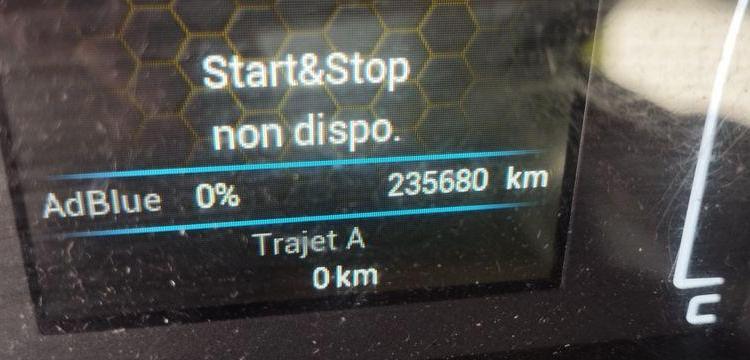 Start&Stop
non dispo.
AdBlue 0% 235680 km
Trajet A
0 km
C